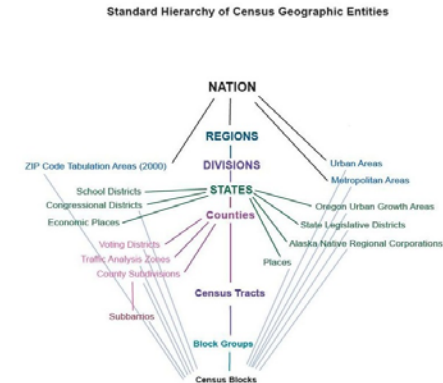 Standard Hierarchy of Census Geographic Entities
NATION
REGIONS
DIVISIONS
ZIP Code Tabulation Areas (2000)
Urban Areas
Metropolitan Areas
STATES
School Districts
Congressional Districts
Economic Places
Oregon Urban Growth Areas
State Legislative Districts
Alaska Native Regional Corporations
Places
Counties
Voting Districts
Traffic Analysis Zones
County Subdivisions
Subbarrios
Census Tracts
Block Groups
Census Blocks